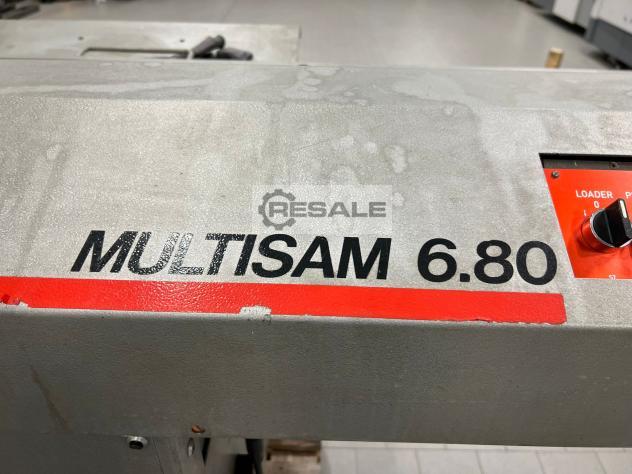 RESALE
LOADER
0
MULTISAM 6.80